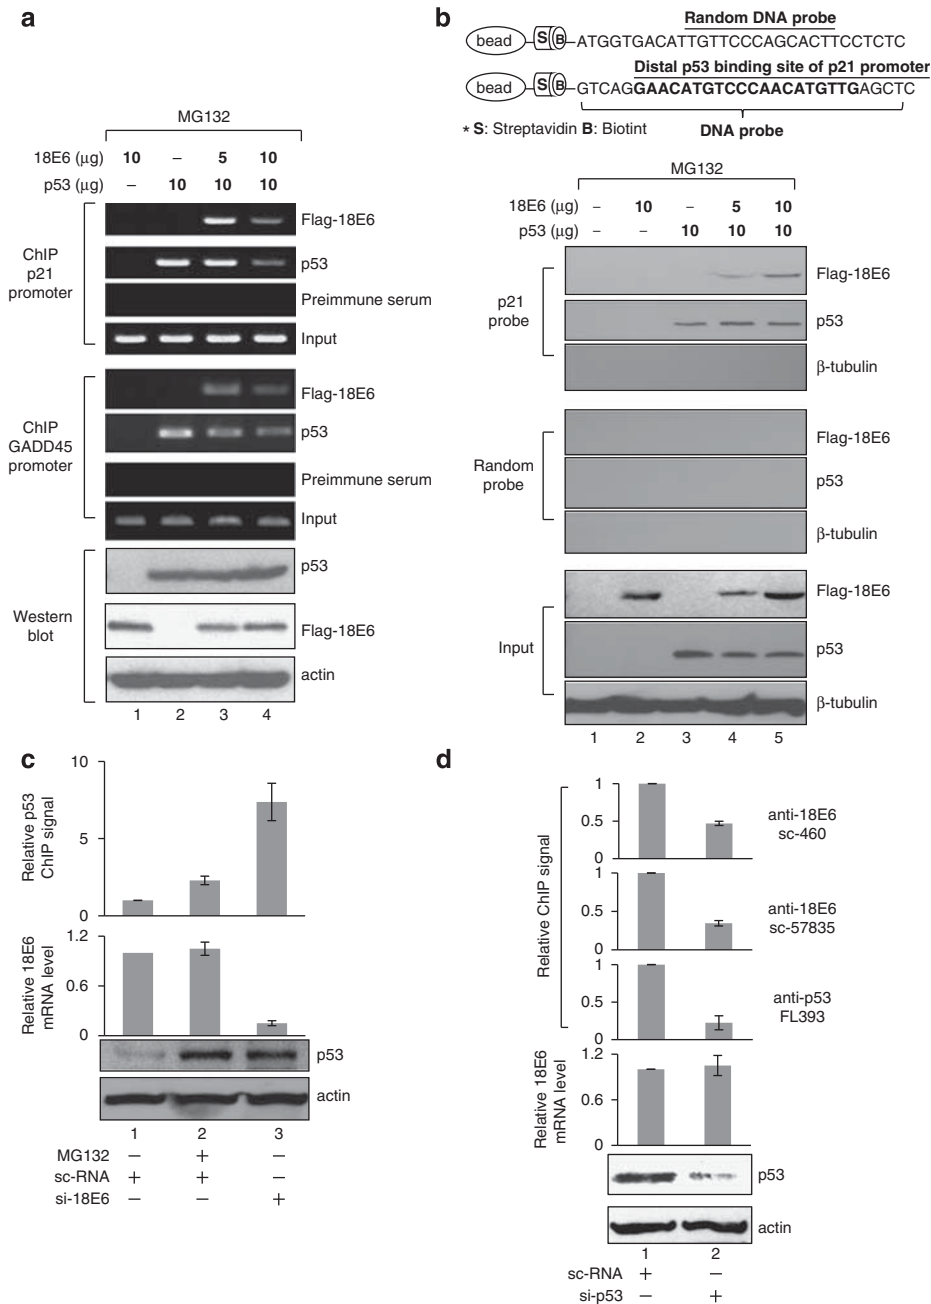 a
MG132
18E6 (μg) 10 – 5 10
p53 (μg) – 10 10 10
ChIP
p21
promoter
Flag-18E6
p53
Preimmune serum
Input
ChIP
GADD45
promoter
Flag-18E6
p53
Preimmune serum
Input
Western
blot
p53
Flag-18E6
actin
1 2 3 4
b
Random DNA probe
bead S B ATGGTGACATTGTTCCCAGCACTTCCTCTC
Distal p53 binding site of p21 promoter
bead S B GTCAGGAACATGTCCCAACATGTTGAGCTC
* S: Streptavidin B: Biotint
DNA probe
MG132
18E6 (μg) – 10 – 5 10
p53 (μg) – – 10 10 10
p21
probe
Flag-18E6
p53
β-tubulin
Random
probe
Flag-18E6
p53
β-tubulin
Input
Flag-18E6
p53
β-tubulin
1 2 3 4 5
c
Relative p53
ChIP signal
10
5
0
Relative 18E6
mRNA level
1.2
0.6
0
p53
actin
1 2 3
MG132 – + –
sc-RNA + + –
si-18E6 – – +
d
Relative ChIP signal
1
0.5
0
anti-18E6
sc-460
1
0.5
0
anti-18E6
sc-57835
1
0.5
0
anti-p53
FL393
Relative 18E6
mRNA level
1.2
0.6
0
p53
actin
1 2
sc-RNA + –
si-p53 – +